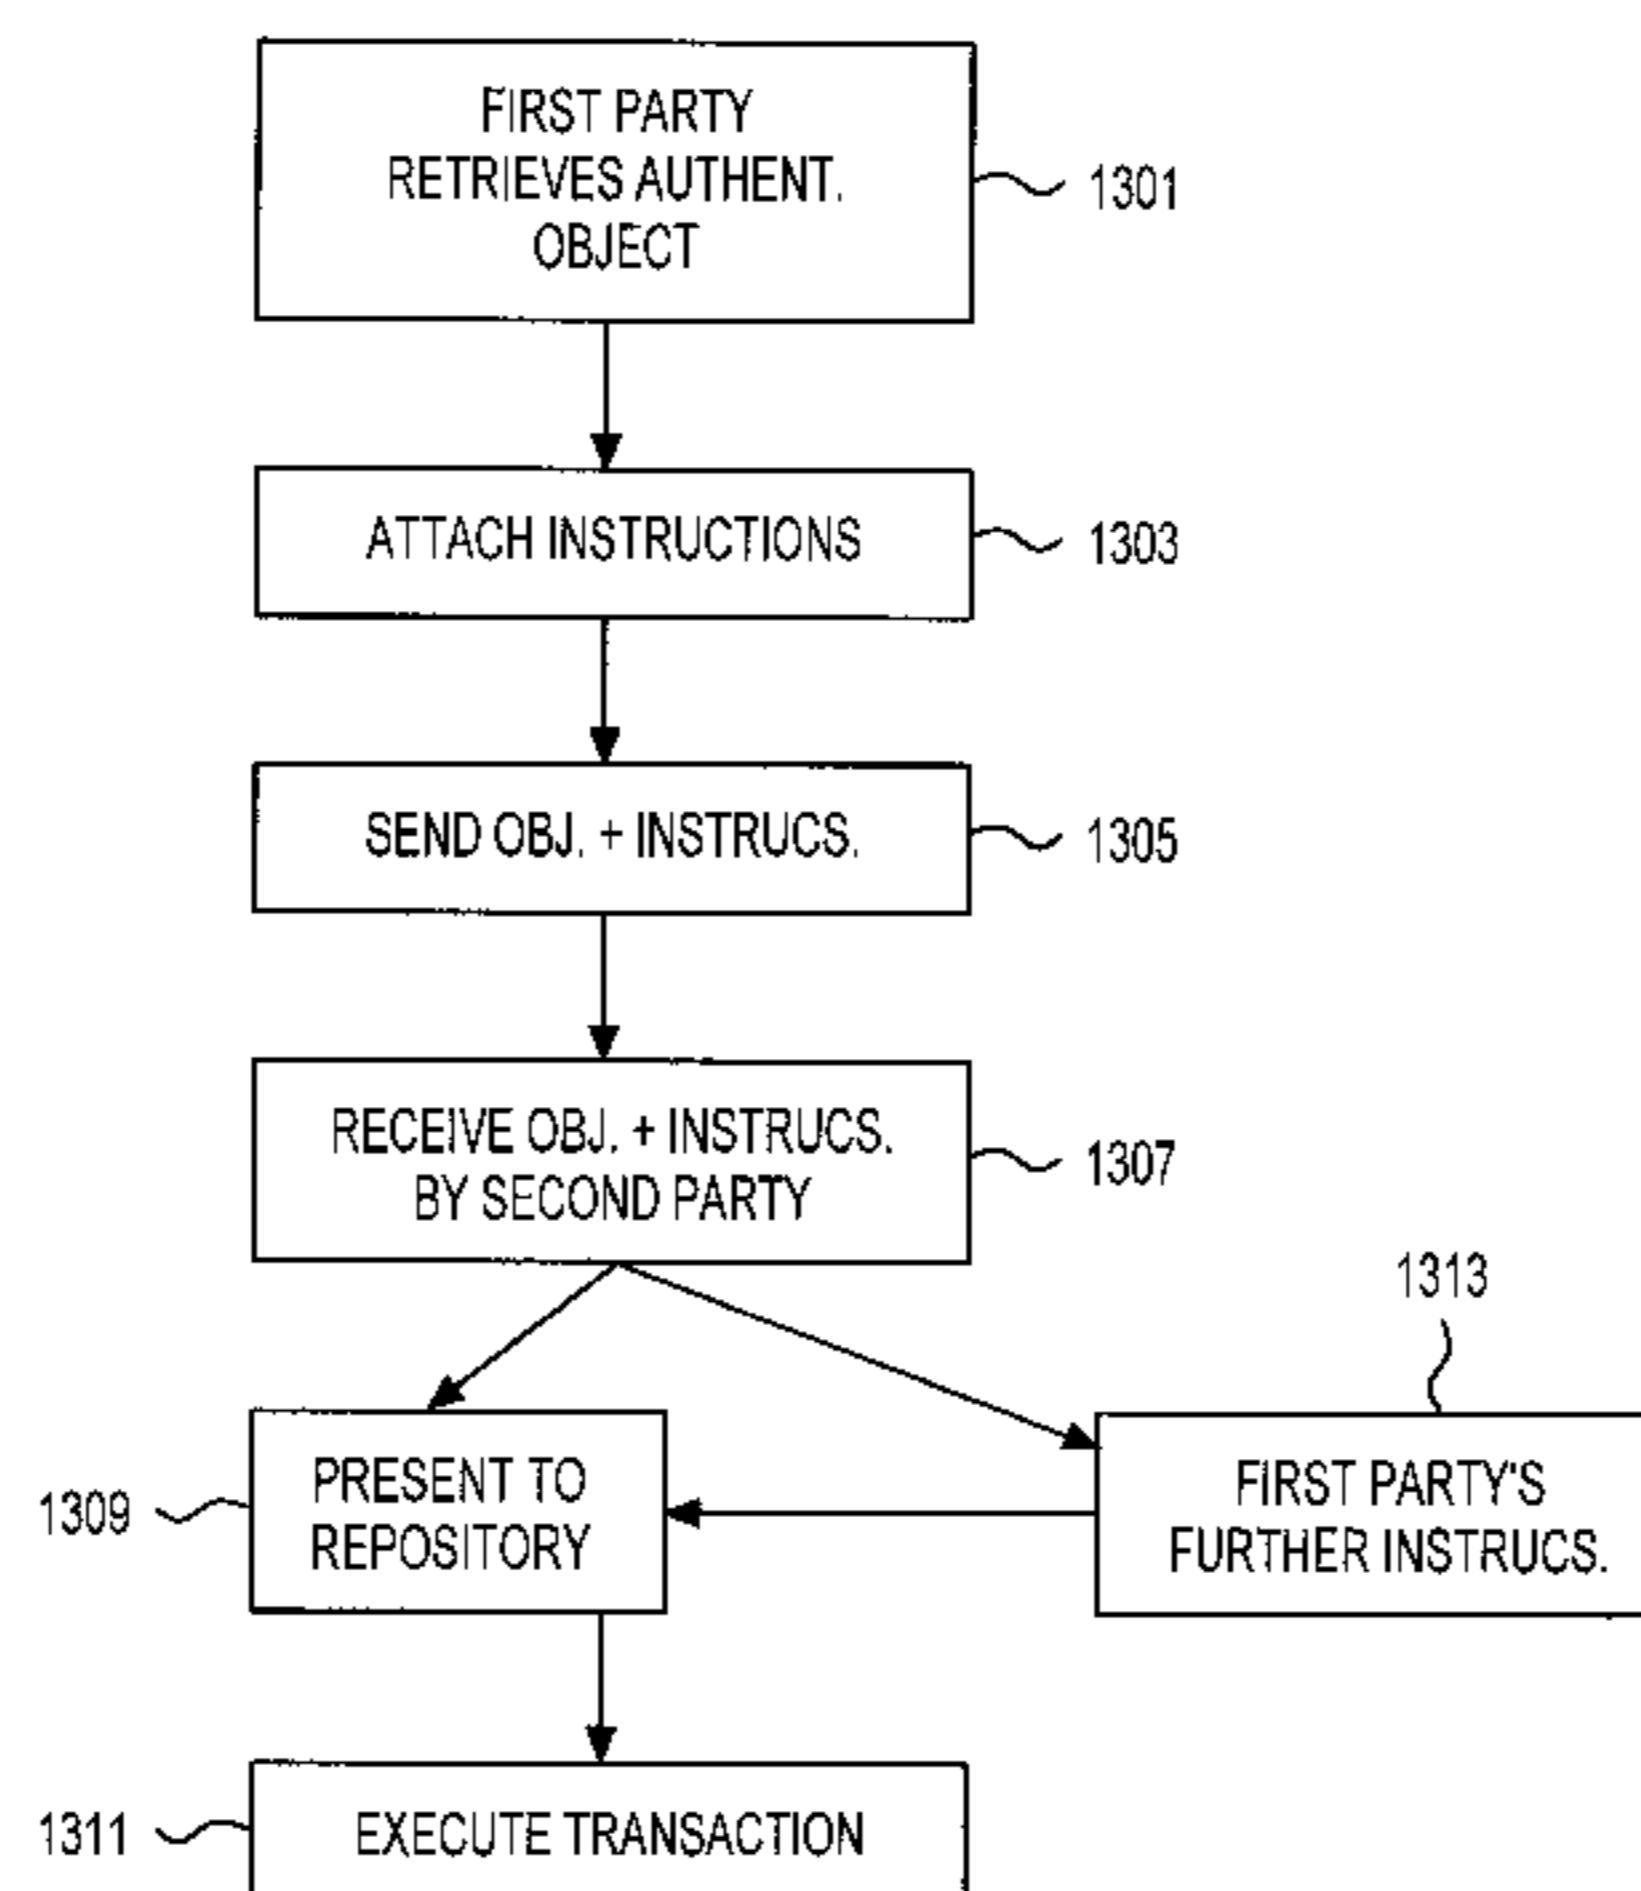 FIRST PARTY
RETRIEVES AUTHENT.
OBJECT
1301
ATTACH INSTRUCTIONS
1303
SEND OBJ. + INSTRUCS.
1305
RECEIVE OBJ. + INSTRUCS.
BY SECOND PARTY
1307
1313
1309
PRESENT TO
REPOSITORY
FIRST PARTY'S
FURTHER INSTRUCS.
1311
EXECUTE TRANSACTION